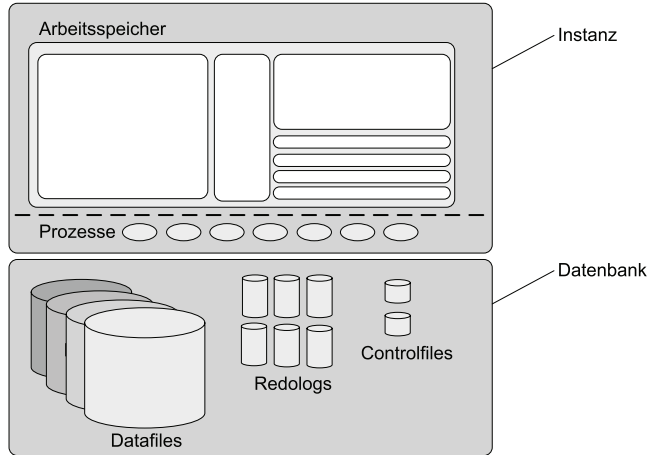 Arbeitsspeicher
Instanz
Prozesse
Datenbank
Controlfiles
Redologs
Datafiles